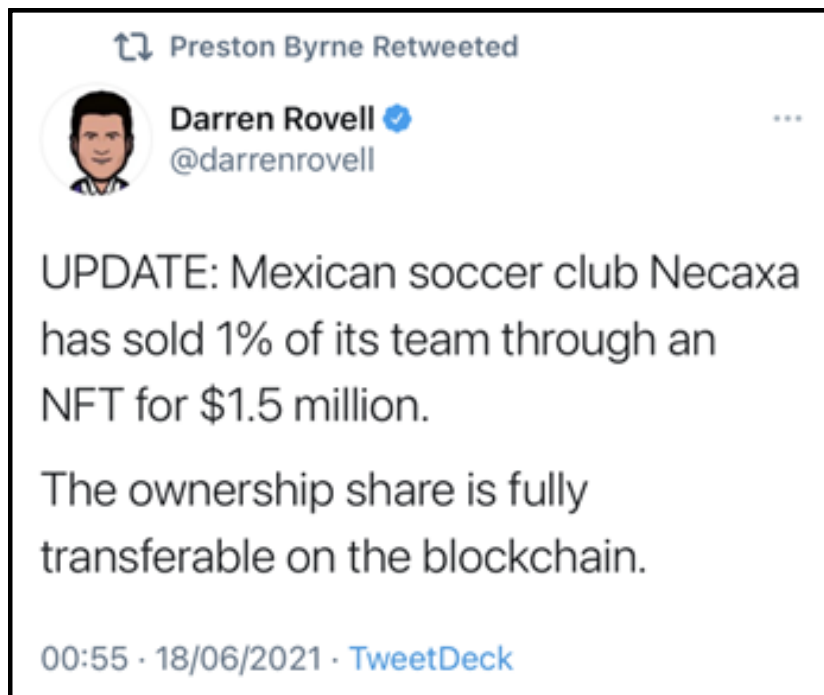 Preston Byrne Retweeted
Darren Rovell
@darrenrovell
UPDATE: Mexican soccer club Necaxa
has sold 1% of its team through an
NFT for $1.5 million.
The ownership share is fully
transferable on the blockchain.
00:55 · 18/06/2021 · TweetDeck